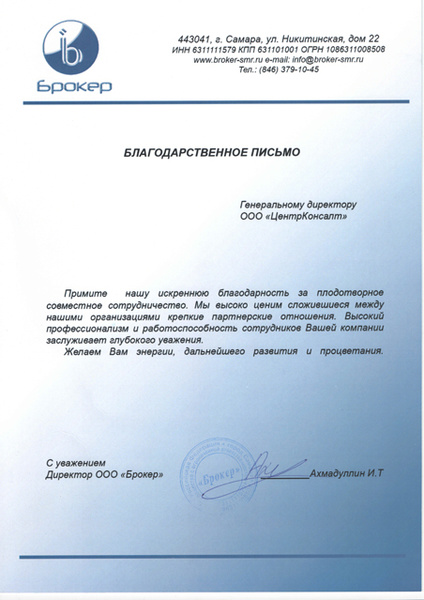 Брокер
443041, г. Самара, ул. Никитинская, дом 22
ИНН 6311111579 КПП 631101001 ОГРН 1086311008508
www.broker-smr.ru e-mail: info@broker-smr.ru
Тел.: (846) 379-10-45
БЛАГОДАРСТВЕННОЕ ПИСЬМО
Генеральному директору
ООО «ЦентрКонсалт»
Примите нашу искреннюю благодарность за плодотворное
совместное сотрудничество. Мы высоко ценим сложившиеся между
нашими организациями крепкие партнерские отношения. Высокий
профессионализм и работоспособность сотрудников Вашей компании
заслуживает глубокого уважения.
Желаем Вам энергии, дальнейшего развития и процветания.
С уважением
Директор ООО «Брокер»
«Брокер»
Ахмадуллин И.Т